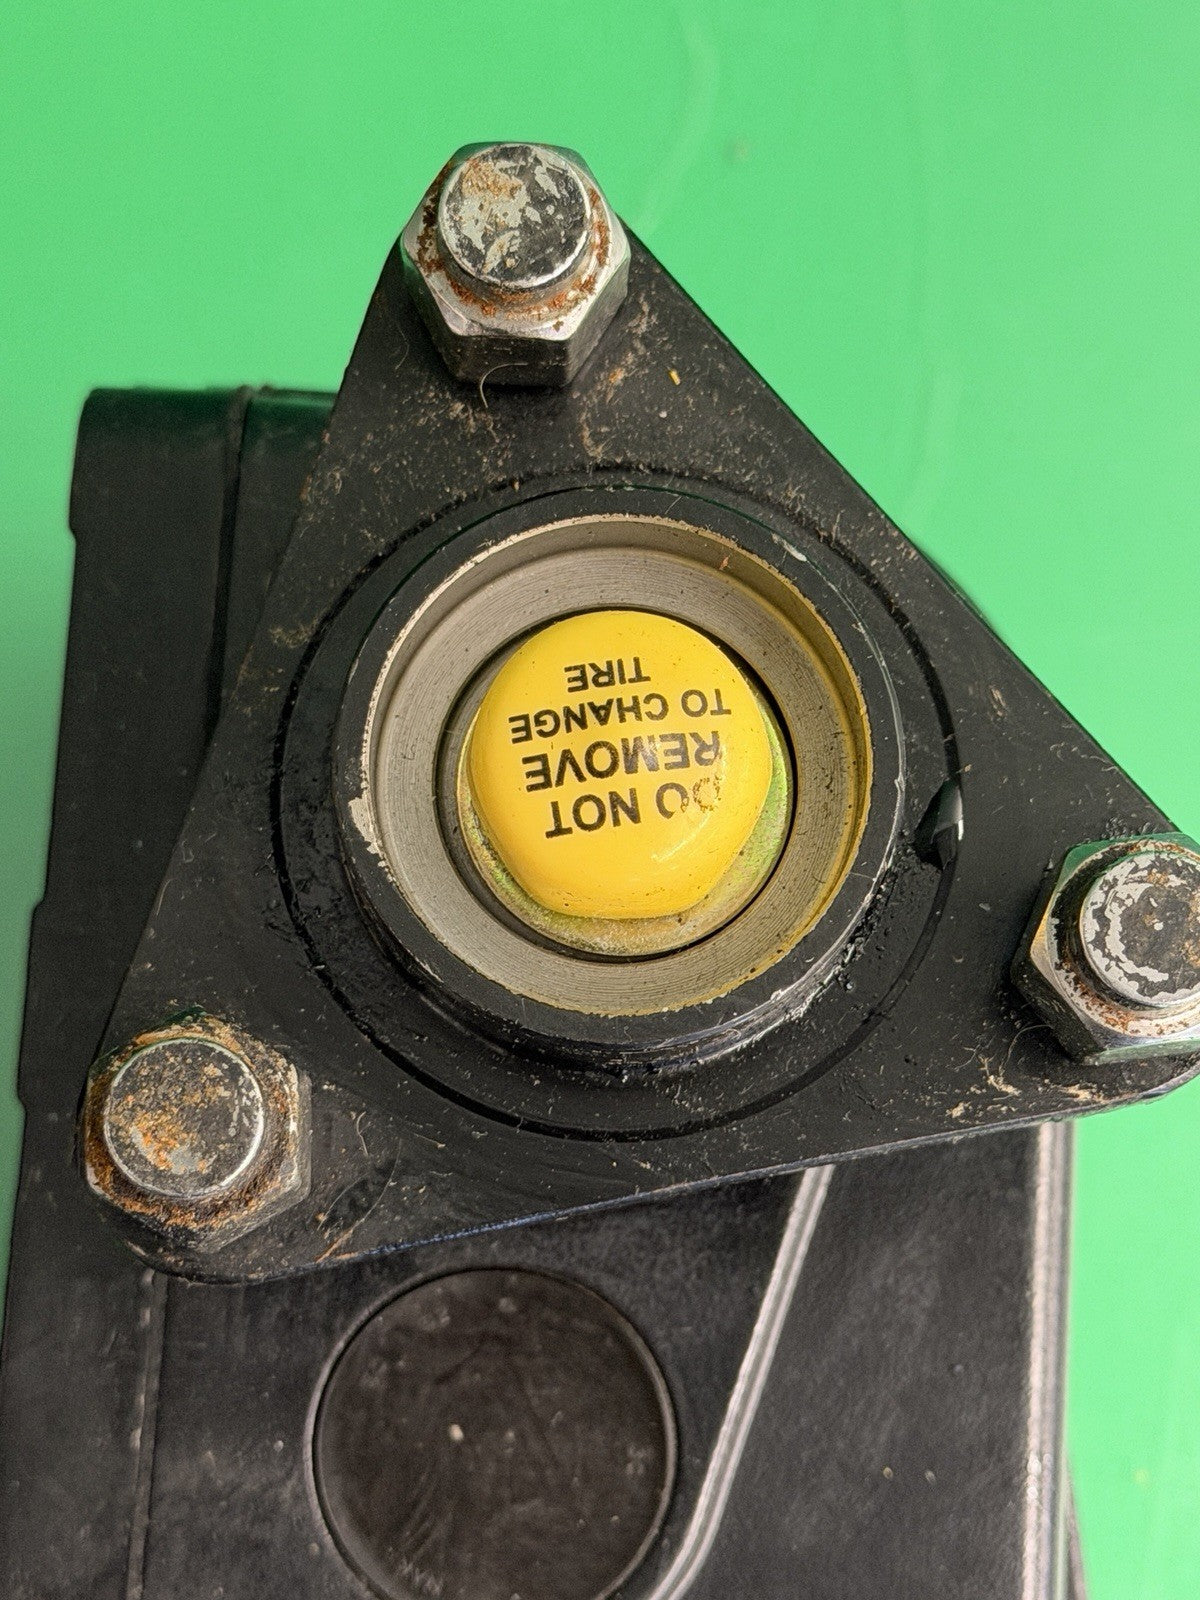 DO NOT
REMOVE
TO CHANGE
TIRE